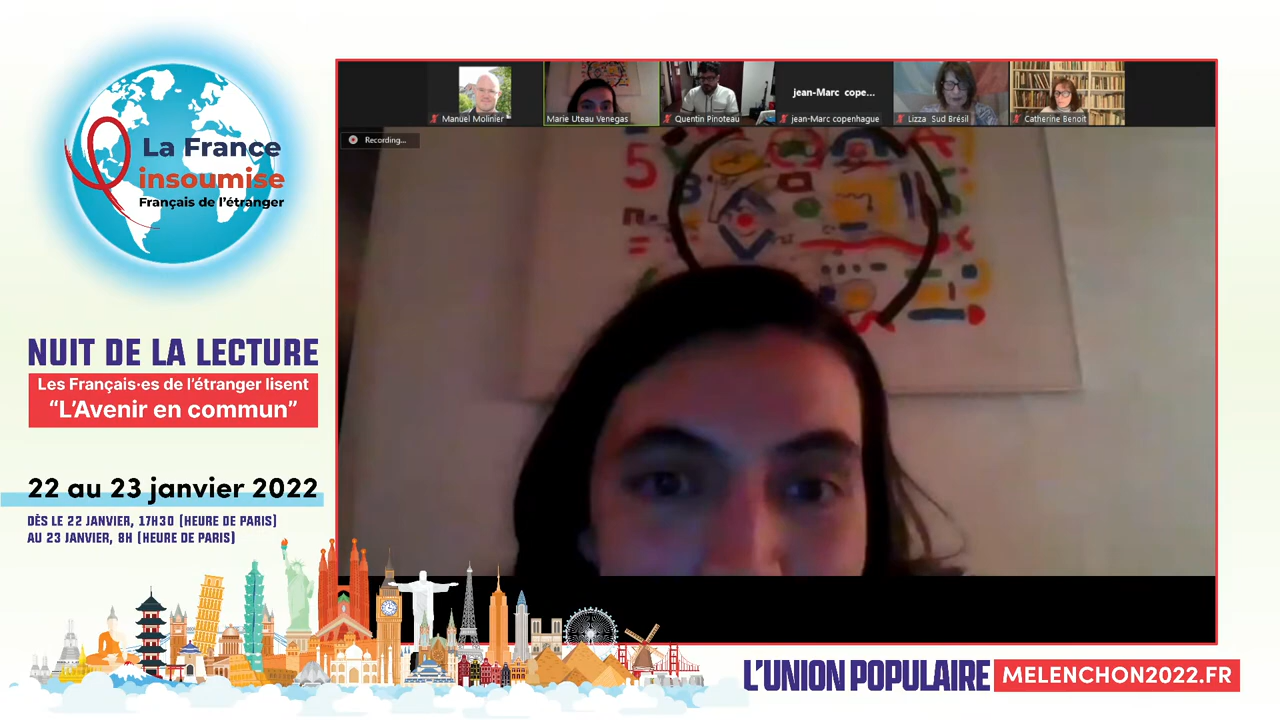 La France
insoumise
Français de l'étranger
NUIT DE LA LECTURE
Les Français·es de l'étranger lisent
“L'Avenir en commun”
22 au 23 janvier 2022
DÈS LE 22 JANVIER, 17H30 (HEURE DE PARIS)
AU 23 JANVIER, 8H (HEURE DE PARIS)
jean-Marc cope...
Manuel Molinier
Marie Uteau Venegas
Quentin Pinoteau
jean-Marc copenhague
Lizza Sud Brésil
Catherine Benoit
Recording...
5
L'UNION POPULAIRE
MELENCHON2022.FR